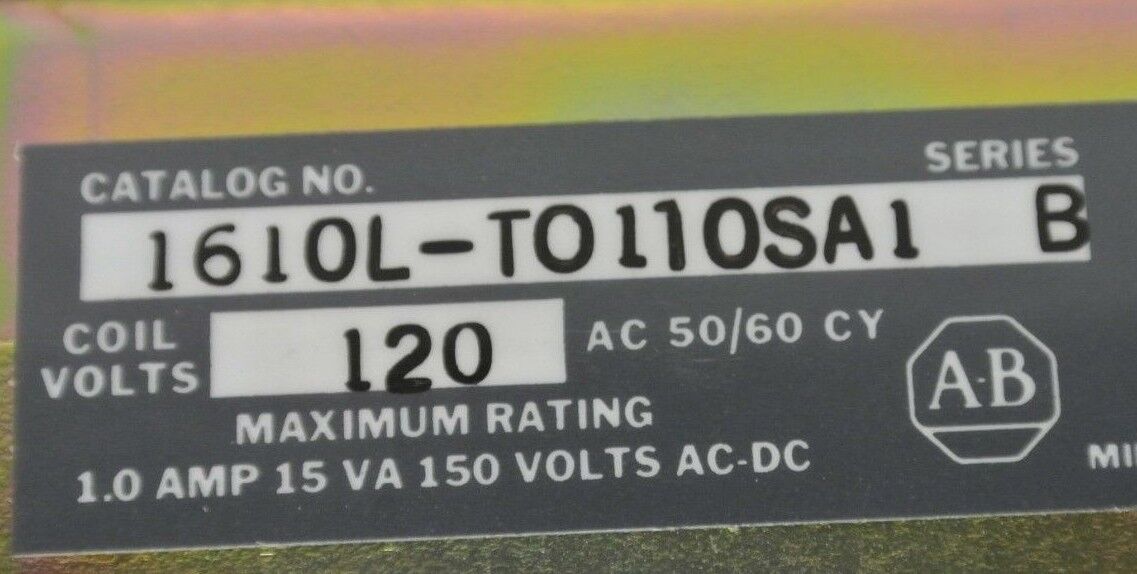 CATALOG NO. SERIES
1610L-TO110SA1 B
COIL VOLTS 120 AC 50/60 CY
MAXIMUM RATING
1.0 AMP 15 VA 150 VOLTS AC-DC
A-B